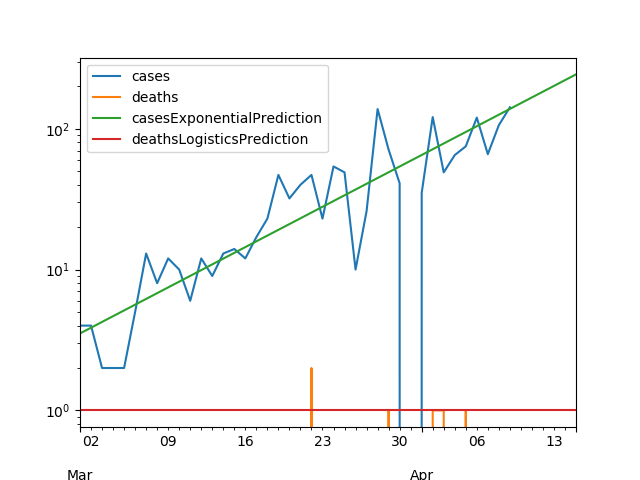 cases
deaths
casesExponentialPrediction
deathsLogisticsPrediction
10²
10¹
10⁰
02 09 16 23 30 06 13
Mar Apr